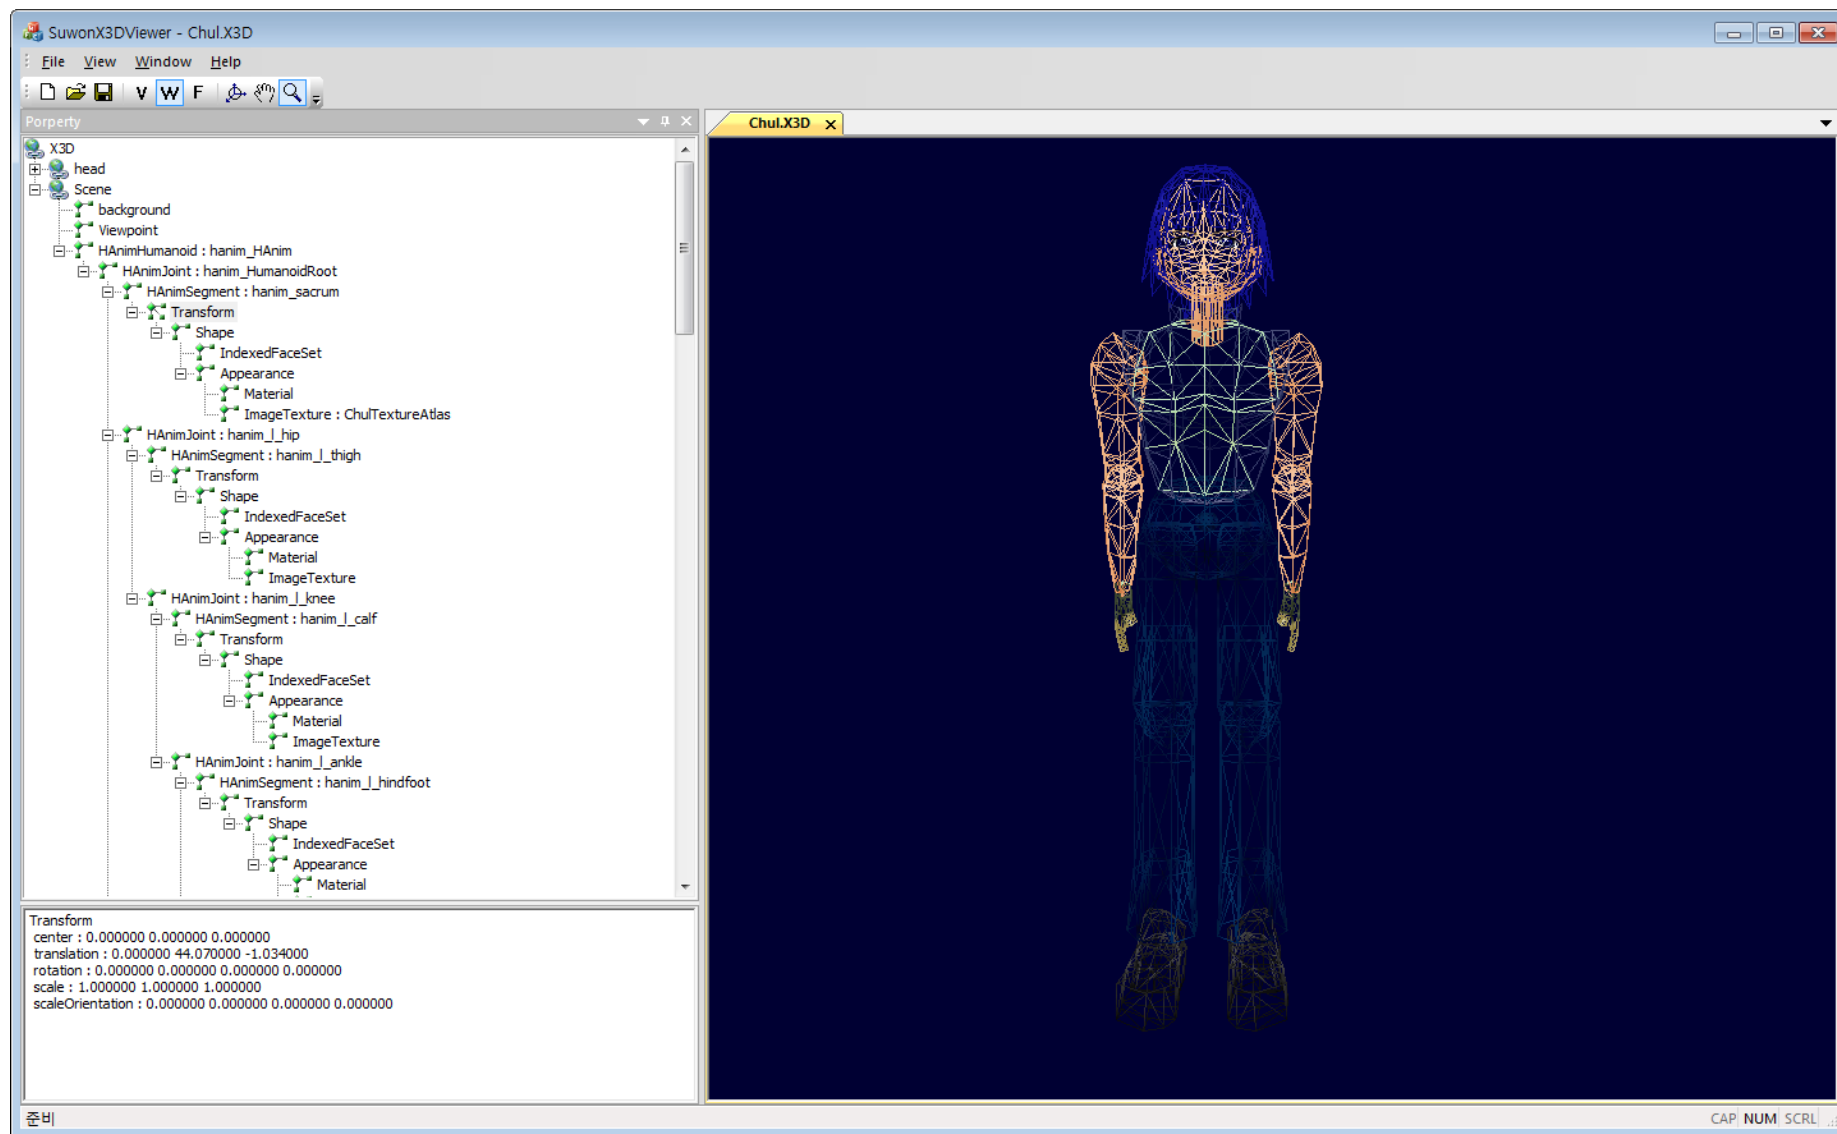 SuwonX3DViewer - Chul.X3D
File View Window Help
V W F
Porperty
Chul.X3D
X3D
head
Scene
background
Viewpoint
HAnimHumanoid : hanim_HAnim
HAnimJoint : hanim_HumanoidRoot
HAnimSegment : hanim_sacrum
Transform
Shape
IndexedFaceSet
Appearance
Material
ImageTexture : ChulTextureAtlas
HAnimJoint : hanim_l_hip
HAnimSegment : hanim_l_thigh
Transform
Shape
IndexedFaceSet
Appearance
Material
ImageTexture
HAnimJoint : hanim_l_knee
HAnimSegment : hanim_l_calf
Transform
Shape
IndexedFaceSet
Appearance
Material
ImageTexture
HAnimJoint : hanim_l_ankle
HAnimSegment : hanim_l_hindfoot
Transform
Shape
IndexedFaceSet
Appearance
Material
Transform
center : 0.000000 0.000000 0.000000
translation : 0.000000 44.070000 -1.034000
rotation : 0.000000 0.000000 0.000000 0.000000
scale : 1.000000 1.000000 1.000000
scaleOrientation : 0.000000 0.000000 0.000000 0.000000
준비
CAP NUM SCRL